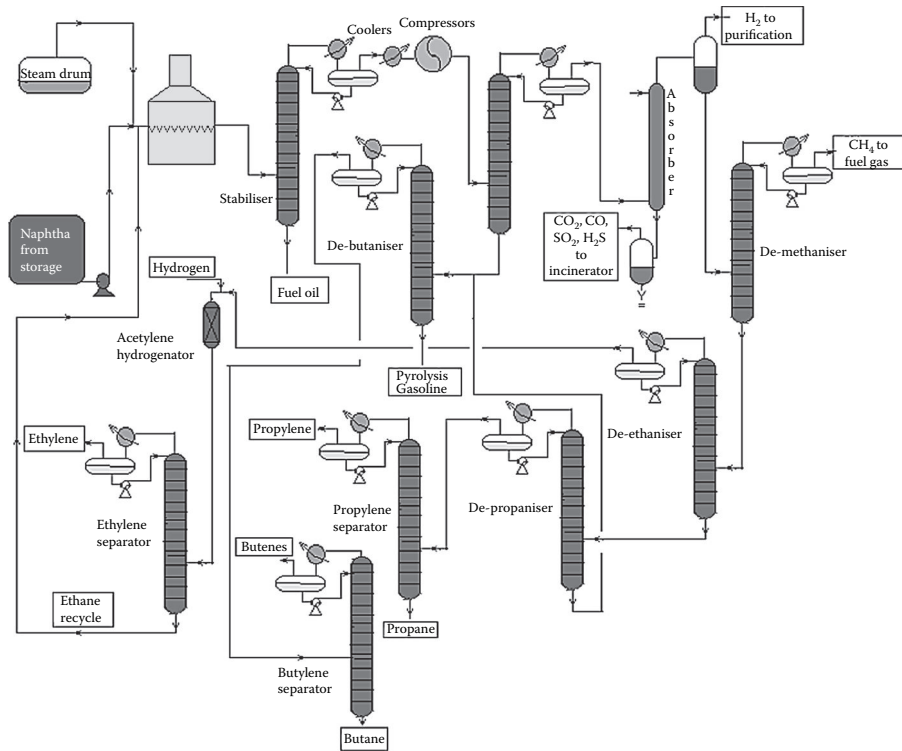 Steam drum
Coolers
Compressors
H2 to
purification
Absorber
CH4 to
fuel gas
Stabiliser
De-butaniser
CO2, CO,
SO2, H2S
to
incinerator
De-methaniser
Naphtha
from
storage
Hydrogen
Fuel oil
Acetylene
hydrogenator
Pyrolysis
Gasoline
Ethylene
Propylene
De-ethaniser
Ethylene
separator
Propylene
separator
De-propaniser
Butenes
Ethane
recycle
Propane
Butylene
separator
Butane